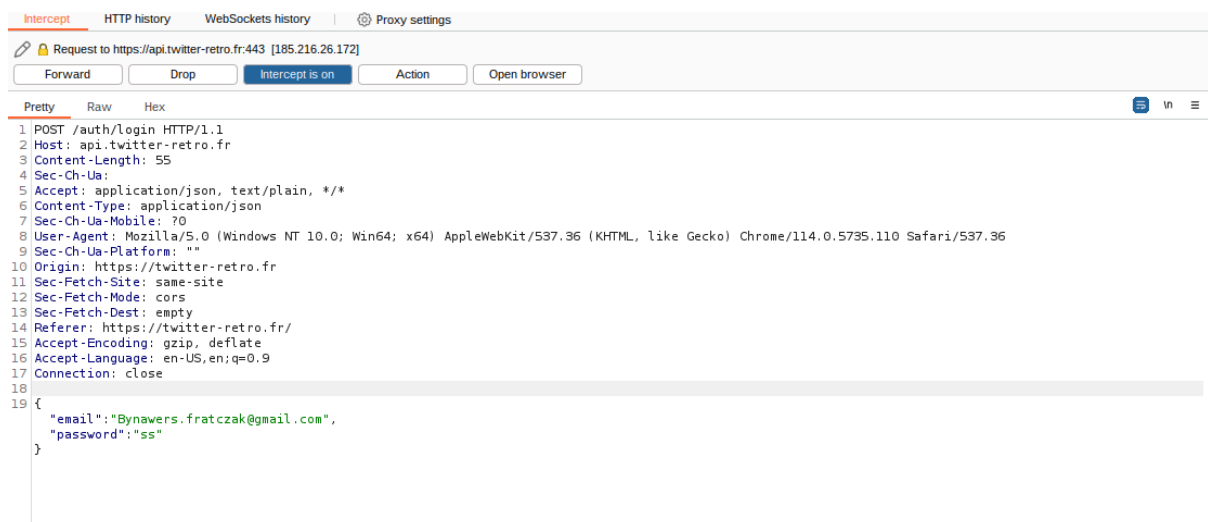 Intercept HTTP history WebSockets history Proxy settings
Request to https://api.twitter-retro.fr:443 [185.216.26.172]
Forward Drop Intercept is on Action Open browser
Pretty Raw Hex \n
1 POST /auth/login HTTP/1.1
2 Host: api.twitter-retro.fr
3 Content-Length: 55
4 Sec-Ch-Ua:
5 Accept: application/json, text/plain, */*
6 Content-Type: application/json
7 Sec-Ch-Ua-Mobile: ?0
8 User-Agent: Mozilla/5.0 (Windows NT 10.0; Win64; x64) AppleWebKit/537.36 (KHTML, like Gecko) Chrome/114.0.5735.110 Safari/537.36
9 Sec-Ch-Ua-Platform: ""
10 Origin: https://twitter-retro.fr
11 Sec-Fetch-Site: same-site
12 Sec-Fetch-Mode: cors
13 Sec-Fetch-Dest: empty
14 Referer: https://twitter-retro.fr/
15 Accept-Encoding: gzip, deflate
16 Accept-Language: en-US,en;q=0.9
17 Connection: close
18
19 {
"email":"Bynawers.fratczak@gmail.com",
"password":"ss"
}